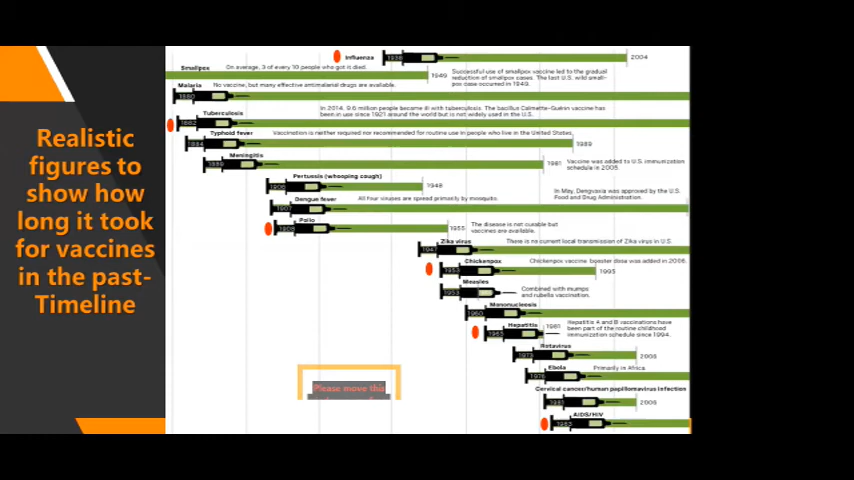 Realistic
figures to
show how
long it took
for vaccines
in the past-
Timeline
Influenza
1938
2004
Smallpox
On average, 3 of every 10 people who got it died.
1949
Successful use of smallpox vaccine led to the gradual
reduction of smallpox cases. The last U.S. wild small-
pox case occurred in 1949.
Malaria
No vaccine, but many effective antimalarial drugs are available.
1880
Tuberculosis
1882
In 2014, 9.6 million people became ill with tuberculosis. The bacillus Calmette-Guérin vaccine has
been in use since 1921 around the world but is not widely used in the U.S.
Typhoid fever
Vaccination is neither required nor recommended for routine use in people who live in the United States.
1884
1989
Meningitis
1889
1981
Vaccine was added to U.S. immunization
schedule in 2005.
Pertussis (whooping cough)
1906
1948
Dengue fever
All Four viruses are spread primarily by mosquitos.
1907
In May, Dengvaxia was approved by the U.S.
Food and Drug Administration.
Polio
1908
1955
The disease is not curable but
vaccines are available.
Zika virus
There is no current local transmission of Zika virus in U.S.
1947
Chickenpox
Chickenpox vaccine booster dose was added in 2006.
1953
1995
Measles
1953
Combined with mumps
and rubella vaccination.
Mononucleosis
1960
Hepatitis
1965
1981
Hepatitis A and B vaccinations have
been part of the routine childhood
immunization schedule since 1994.
Rotavirus
1973
2006
Ebola
Primarily in Africa
1976
Cervical cancer/human papillomavirus infection
1981
2006
AIDS/HIV
1983
Please move this